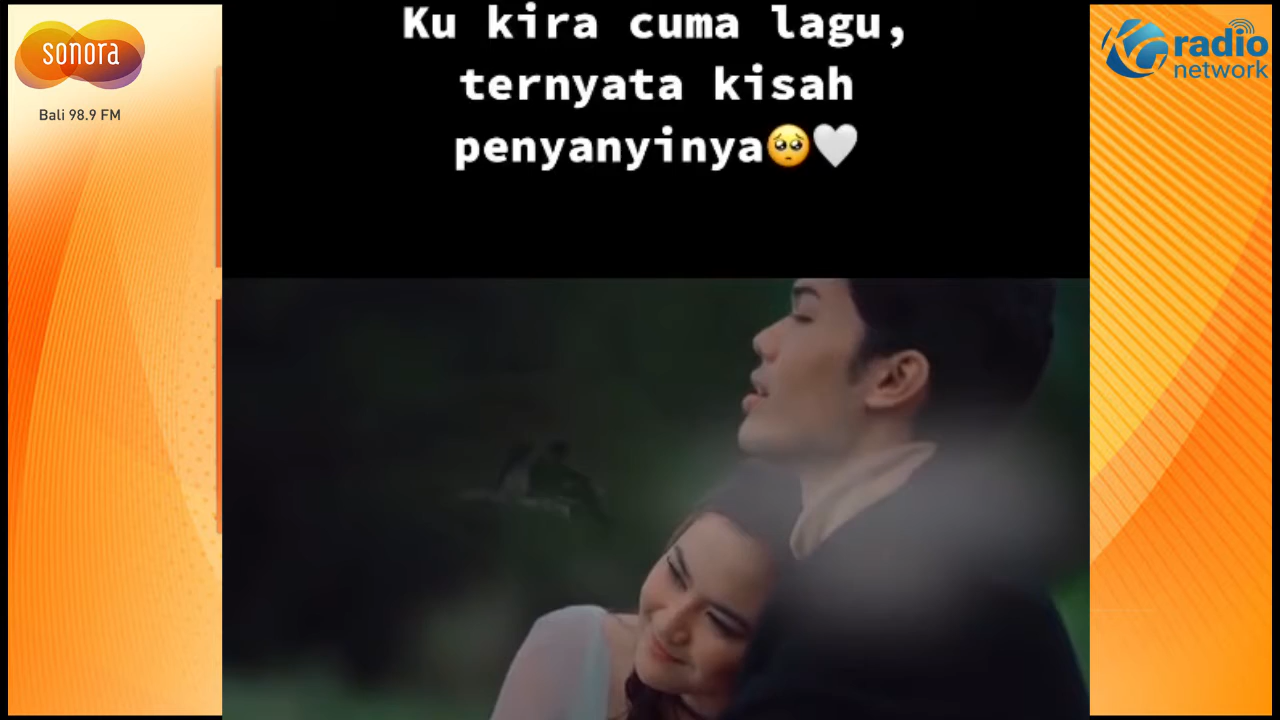 sonora
Bali 98.9 FM
Ku kira cuma lagu,
ternyata kisah
penyanyinya🥺🤍
radio
network